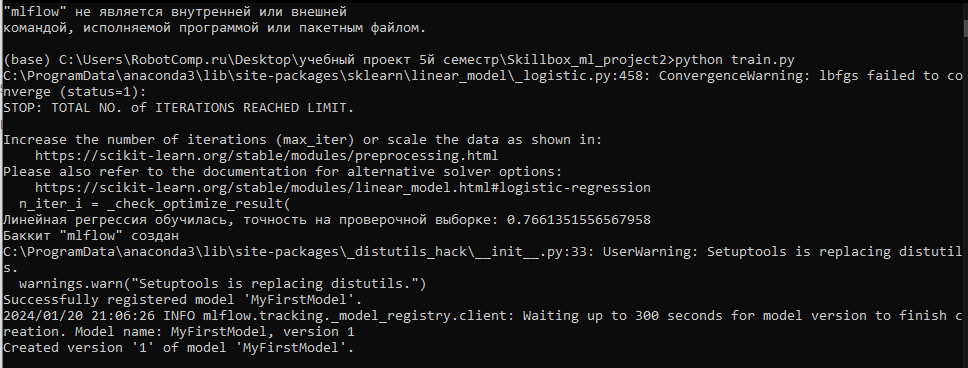 "mlflow" не является внутренней или внешней
командой, исполняемой программой или пакетным файлом.
(base) C:\Users\RobotComp.ru\Desktop\учебный проект 5й семестр\Skillbox_ml_project2>python train.py
C:\ProgramData\anaconda3\lib\site-packages\sklearn\linear_model\_logistic.py:458: ConvergenceWarning: lbfgs failed to co
nverge (status=1):
STOP: TOTAL NO. of ITERATIONS REACHED LIMIT.
Increase the number of iterations (max_iter) or scale the data as shown in:
    https://scikit-learn.org/stable/modules/preprocessing.html
Please also refer to the documentation for alternative solver options:
    https://scikit-learn.org/stable/modules/linear_model.html#logistic-regression
  n_iter_i = _check_optimize_result(
Линейная регрессия обучилась, точность на проверочной выборке: 0.7661351556567958
Баккит "mlflow" создан
C:\ProgramData\anaconda3\lib\site-packages\_distutils_hack\__init__.py:33: UserWarning: Setuptools is replacing distutil
s.
  warnings.warn("Setuptools is replacing distutils.")
Successfully registered model 'MyFirstModel'.
2024/01/20 21:06:26 INFO mlflow.tracking._model_registry.client: Waiting up to 300 seconds for model version to finish c
reation. Model name: MyFirstModel, version 1
Created version '1' of model 'MyFirstModel'.